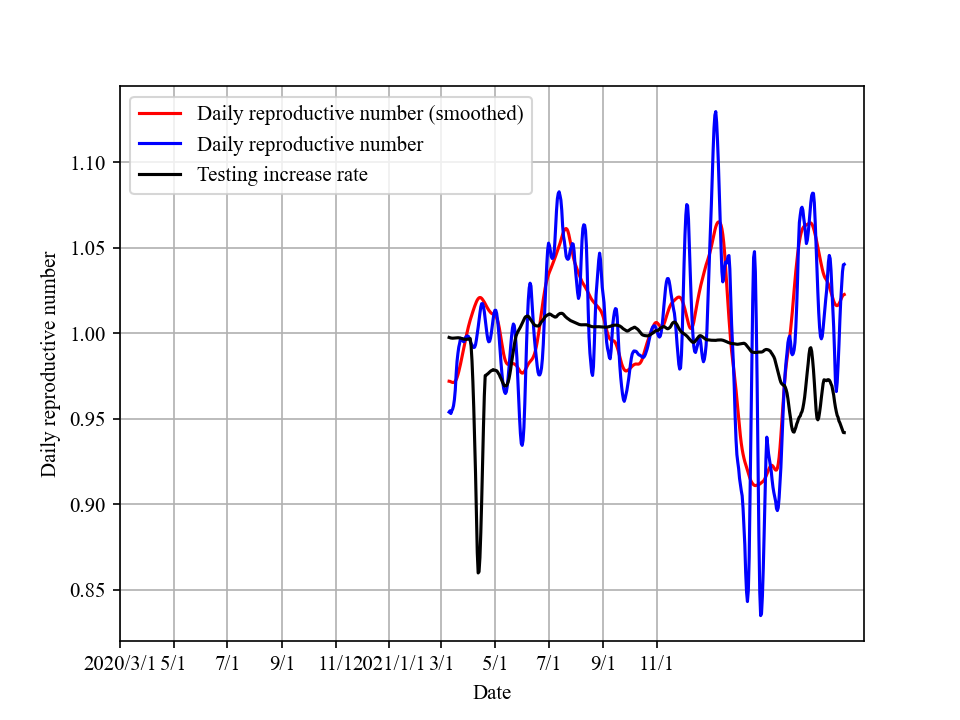 Daily reproductive number (smoothed)
Daily reproductive number
Testing increase rate
Daily reproductive number
1.10
1.05
1.00
0.95
0.90
0.85
2020/3/1 5/1 7/1 9/1 11/1 2021/1/1 3/1 5/1 7/1 9/1 11/1
Date